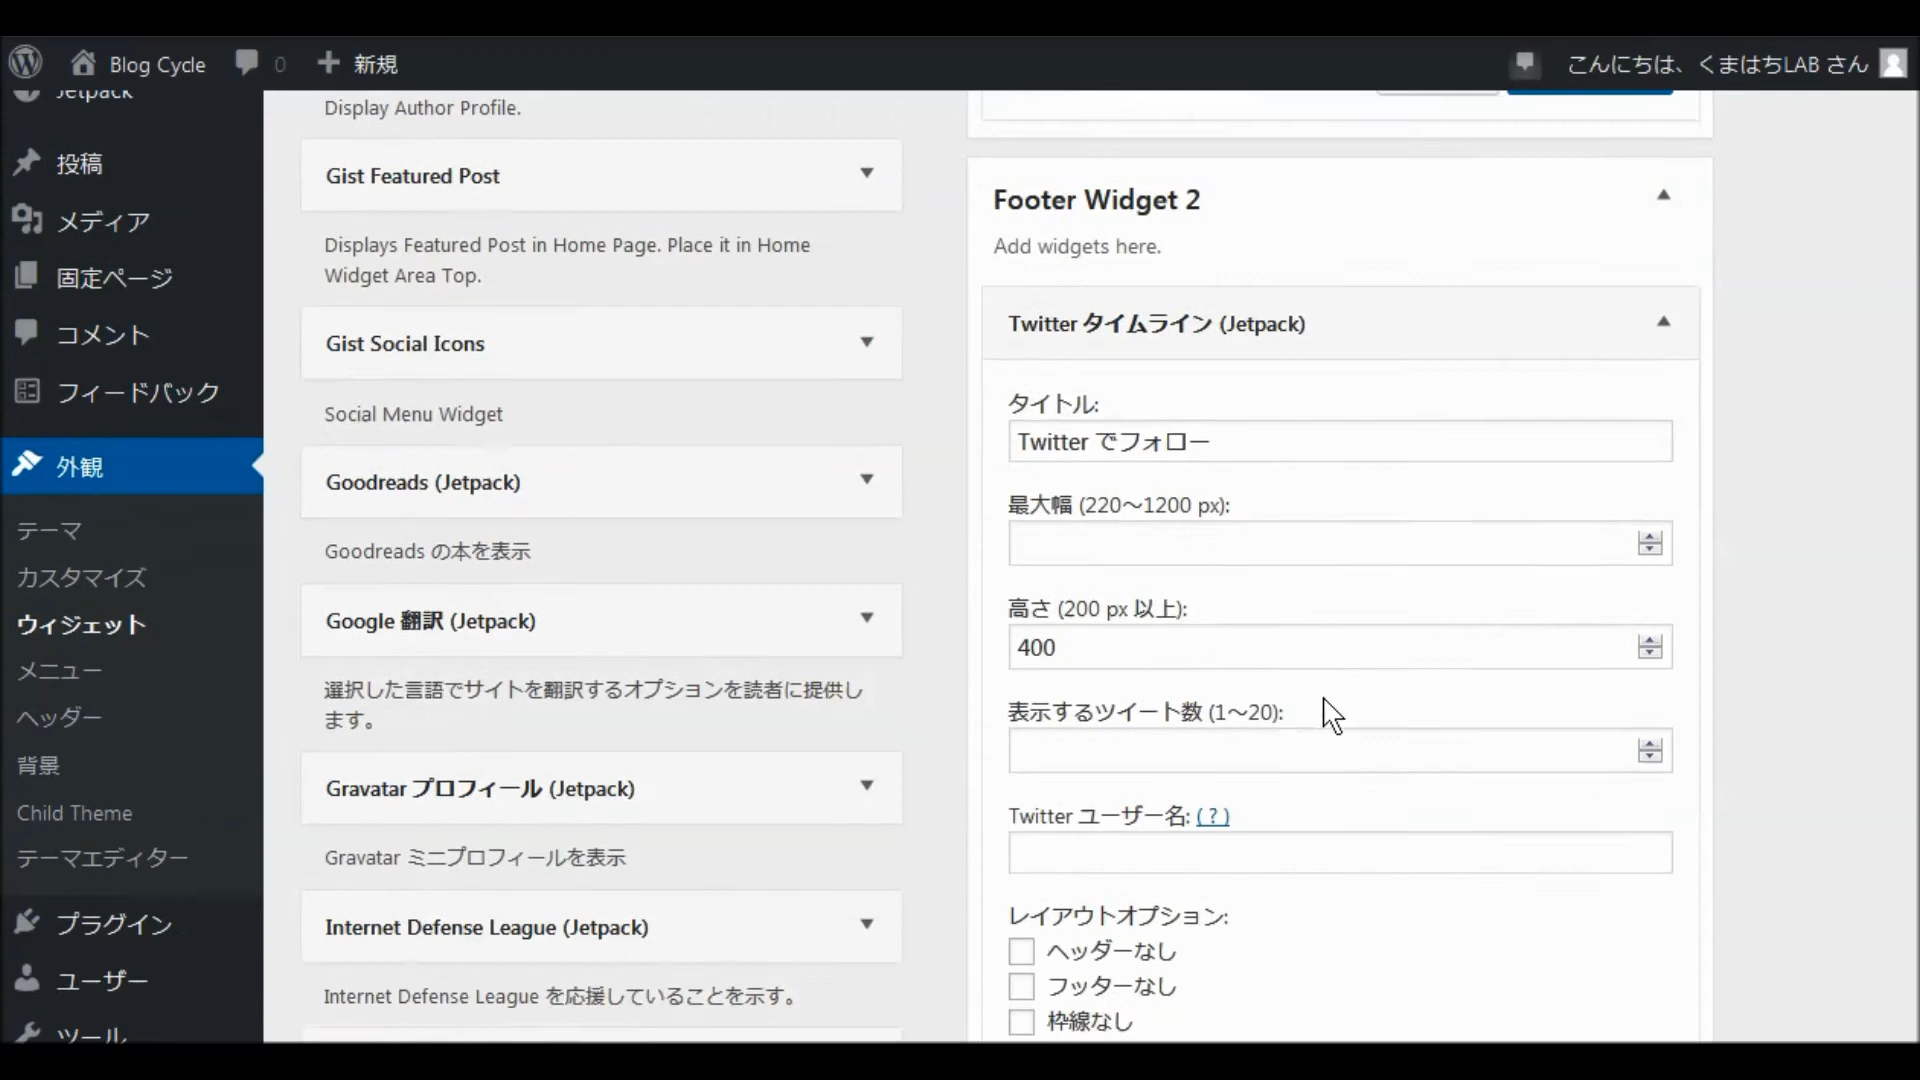 Blog Cycle
0
新規
こんにちは、くまはちLAB さん
Jetpack
投稿
メディア
固定ページ
コメント
フィードバック
外観
テーマ
カスタマイズ
ウィジェット
メニュー
ヘッダー
背景
Child Theme
テーマエディター
プラグイン
ユーザー
ツール
Display Author Profile.
Gist Featured Post
Displays Featured Post in Home Page. Place it in Home
Widget Area Top.
Gist Social Icons
Social Menu Widget
Goodreads (Jetpack)
Goodreads の本を表示
Google 翻訳 (Jetpack)
選択した言語でサイトを翻訳するオプションを読者に提供し
ます。
Gravatar プロフィール (Jetpack)
Gravatar ミニプロフィールを表示
Internet Defense League (Jetpack)
Internet Defense League を応援していることを示す。
Footer Widget 2
Add widgets here.
Twitter タイムライン (Jetpack)
タイトル:
Twitter でフォロー
最大幅 (220～1200 px):
高さ (200 px 以上):
400
表示するツイート数 (1～20):
Twitter ユーザー名: ( ? )
レイアウトオプション:
ヘッダーなし
フッターなし
枠線なし